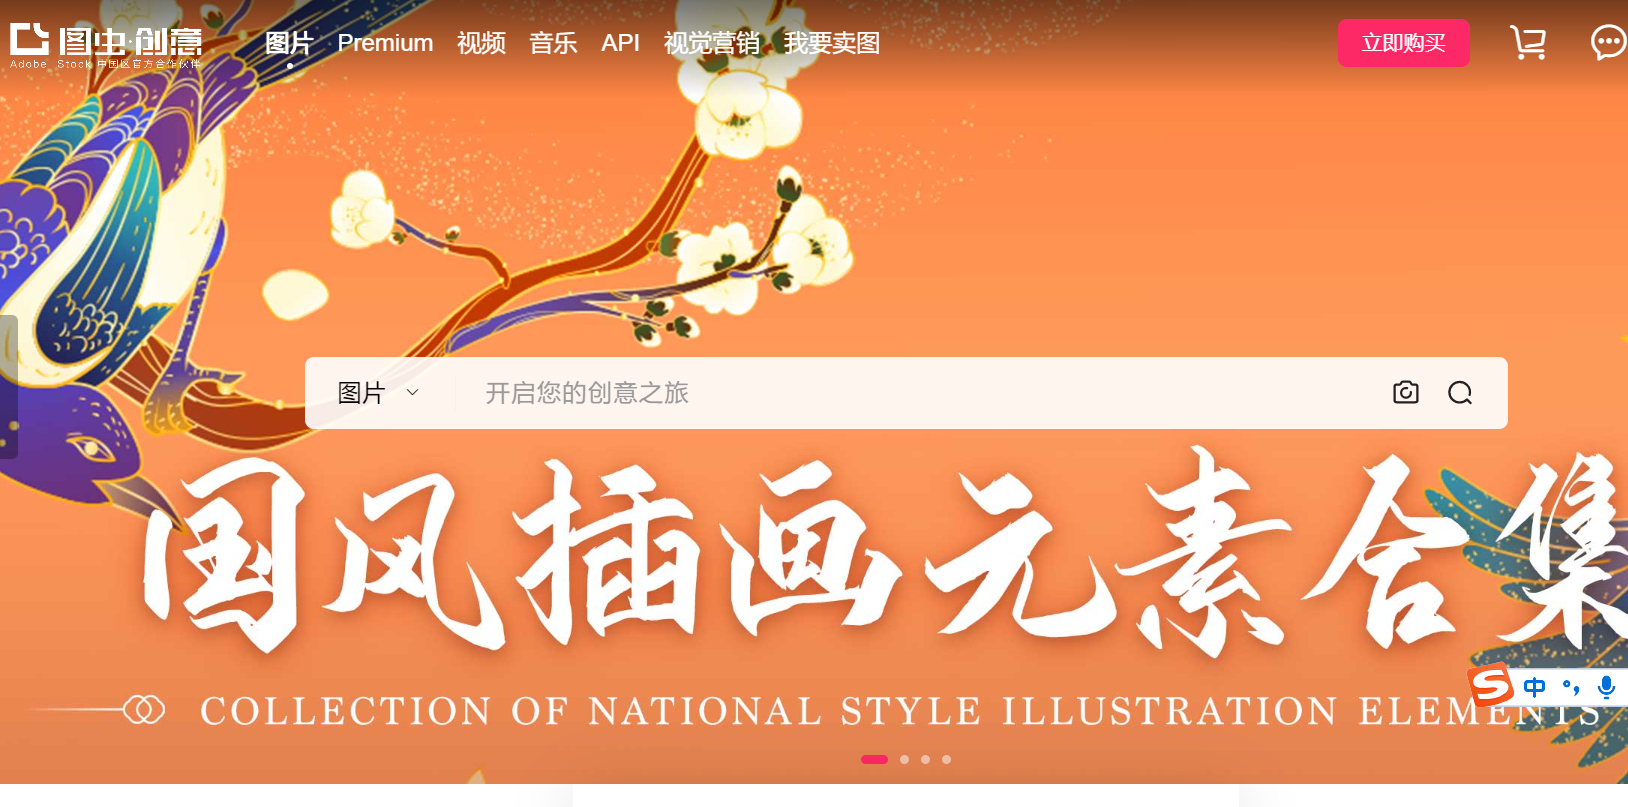 图虫·创意
Adobe Stock 中国区官方合作伙伴
图片 Premium 视频 音乐 API 视觉营销 我要卖图
立即购买
图片
开启您的创意之旅
国风插画元素合集
COLLECTION OF NATIONAL STYLE ILLUSTRATION ELEMENTS
S 中 °,